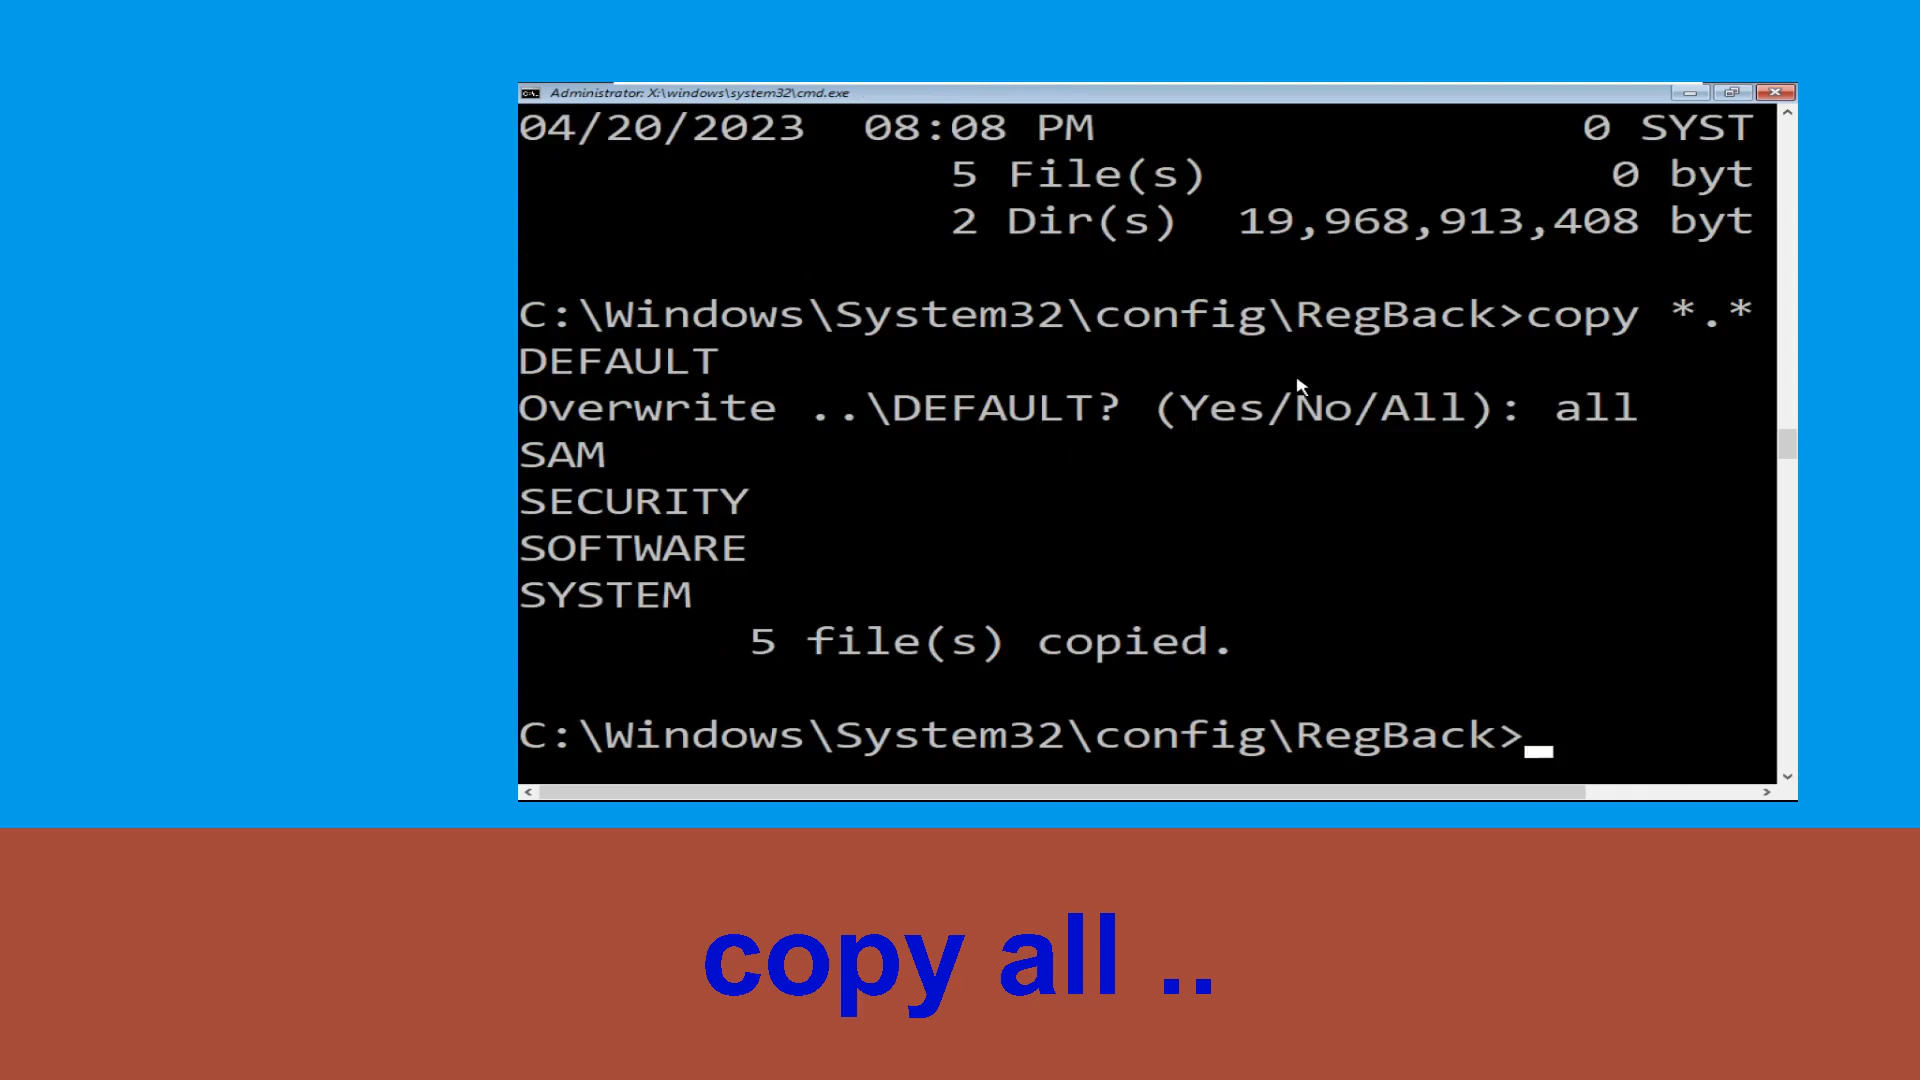 Administrator: X:\windows\system32\cmd.exe
04/20/2023 08:08 PM 0 SYST
5 File(s) 0 byt
2 Dir(s) 19,968,913,408 byt
C:\Windows\System32\config\RegBack>copy *.*
DEFAULT
Overwrite ..\DEFAULT? (Yes/No/All): all
SAM
SECURITY
SOFTWARE
SYSTEM
5 file(s) copied.
C:\Windows\System32\config\RegBack>
copy all ..